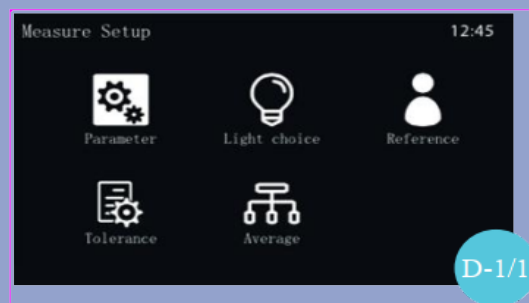 Measure Setup 12:45
Parameter Light choice Reference
Tolerance Average
D-1/1